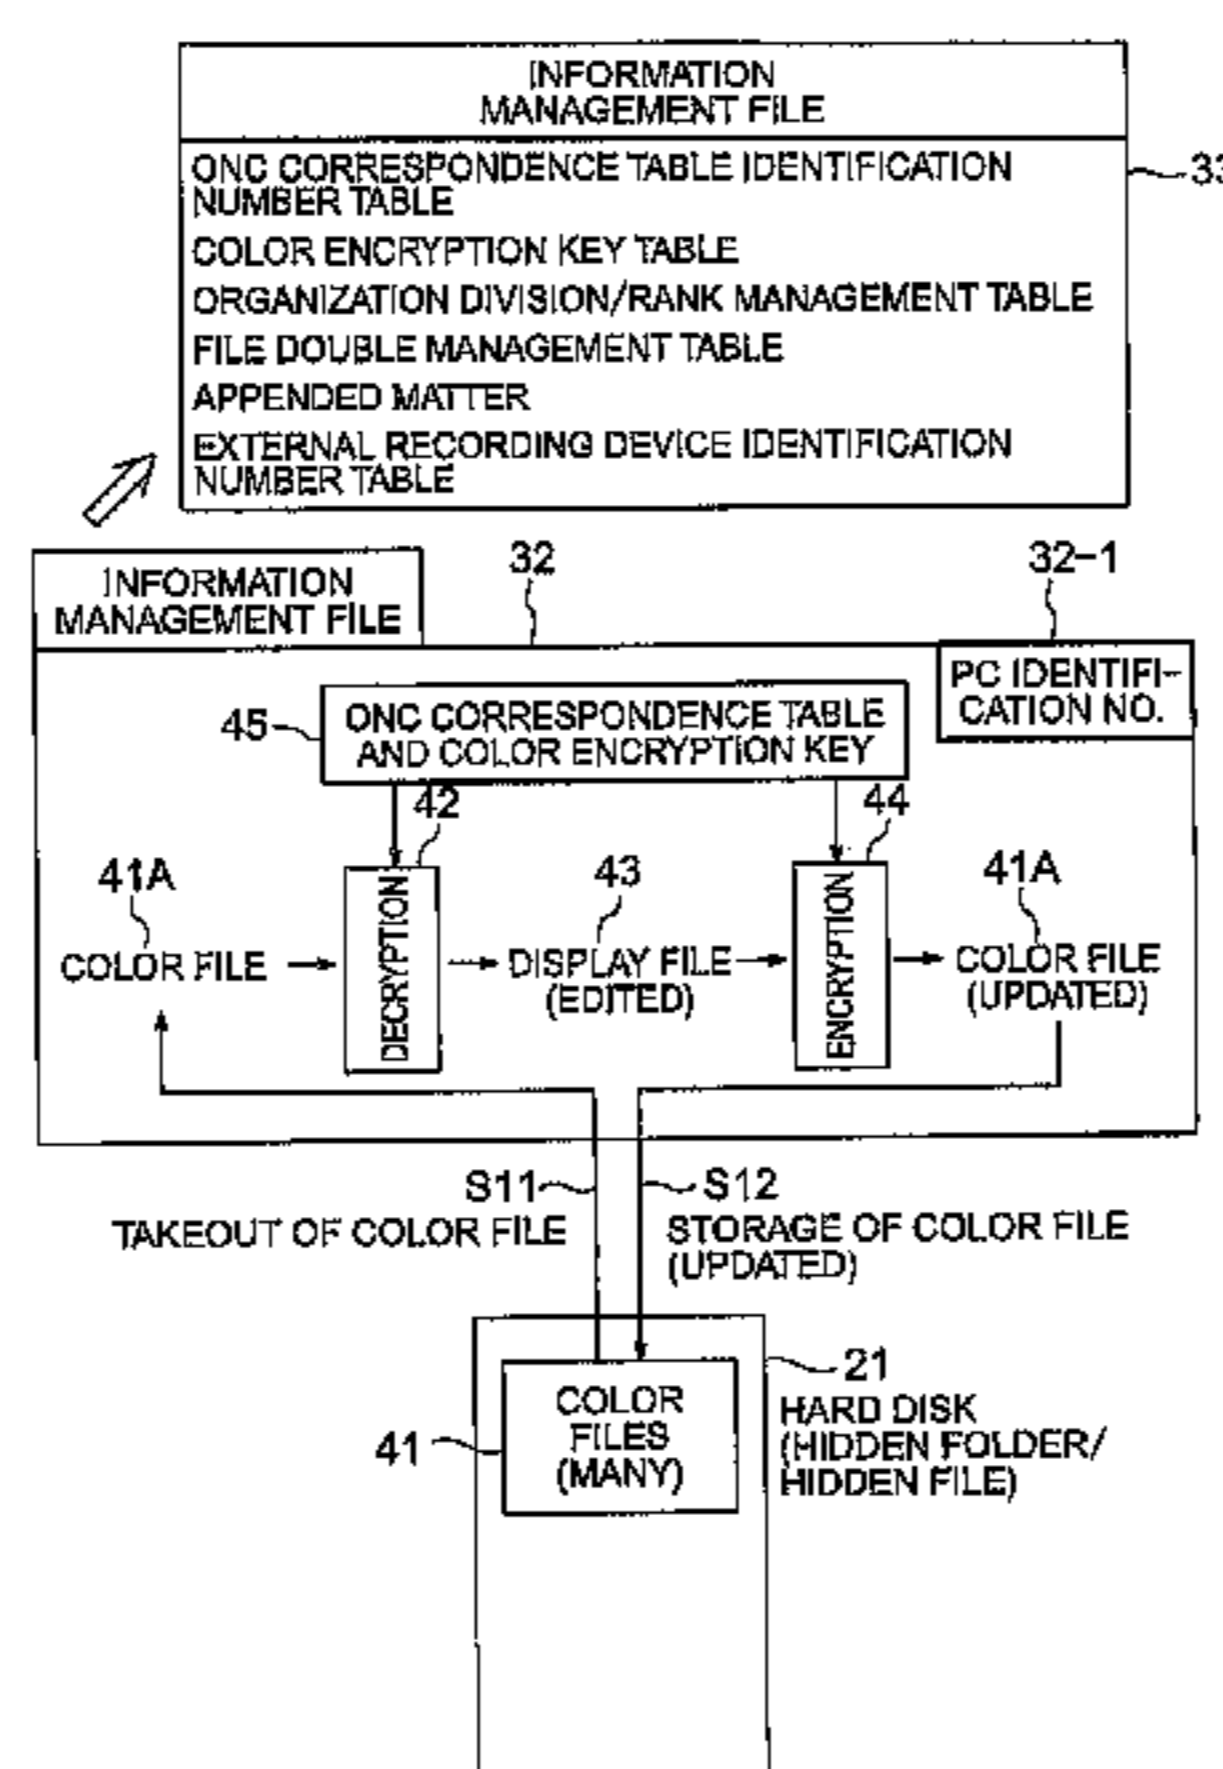 INFORMATION
MANAGEMENT FILE
ONC CORRESPONDENCE TABLE IDENTIFICATION
NUMBER TABLE
COLOR ENCRYPTION KEY TABLE
ORGANIZATION DIVISION/RANK MANAGEMENT TABLE
FILE DOUBLE MANAGEMENT TABLE
APPENDED MATTER
EXTERNAL RECORDING DEVICE IDENTIFICATION
NUMBER TABLE
33
INFORMATION
MANAGEMENT FILE
32
32-1
PC IDENTIFI-
CATION NO.
45
ONC CORRESPONDENCE TABLE
AND COLOR ENCRYPTION KEY
42
44
41A
COLOR FILE
DECRYPTION
43
DISPLAY FILE
(EDITED)
ENCRYPTION
41A
COLOR FILE
(UPDATED)
S11
TAKEOUT OF COLOR FILE
S12
STORAGE OF COLOR FILE
(UPDATED)
21
HARD DISK
(HIDDEN FOLDER/
HIDDEN FILE)
41
COLOR
FILES
(MANY)